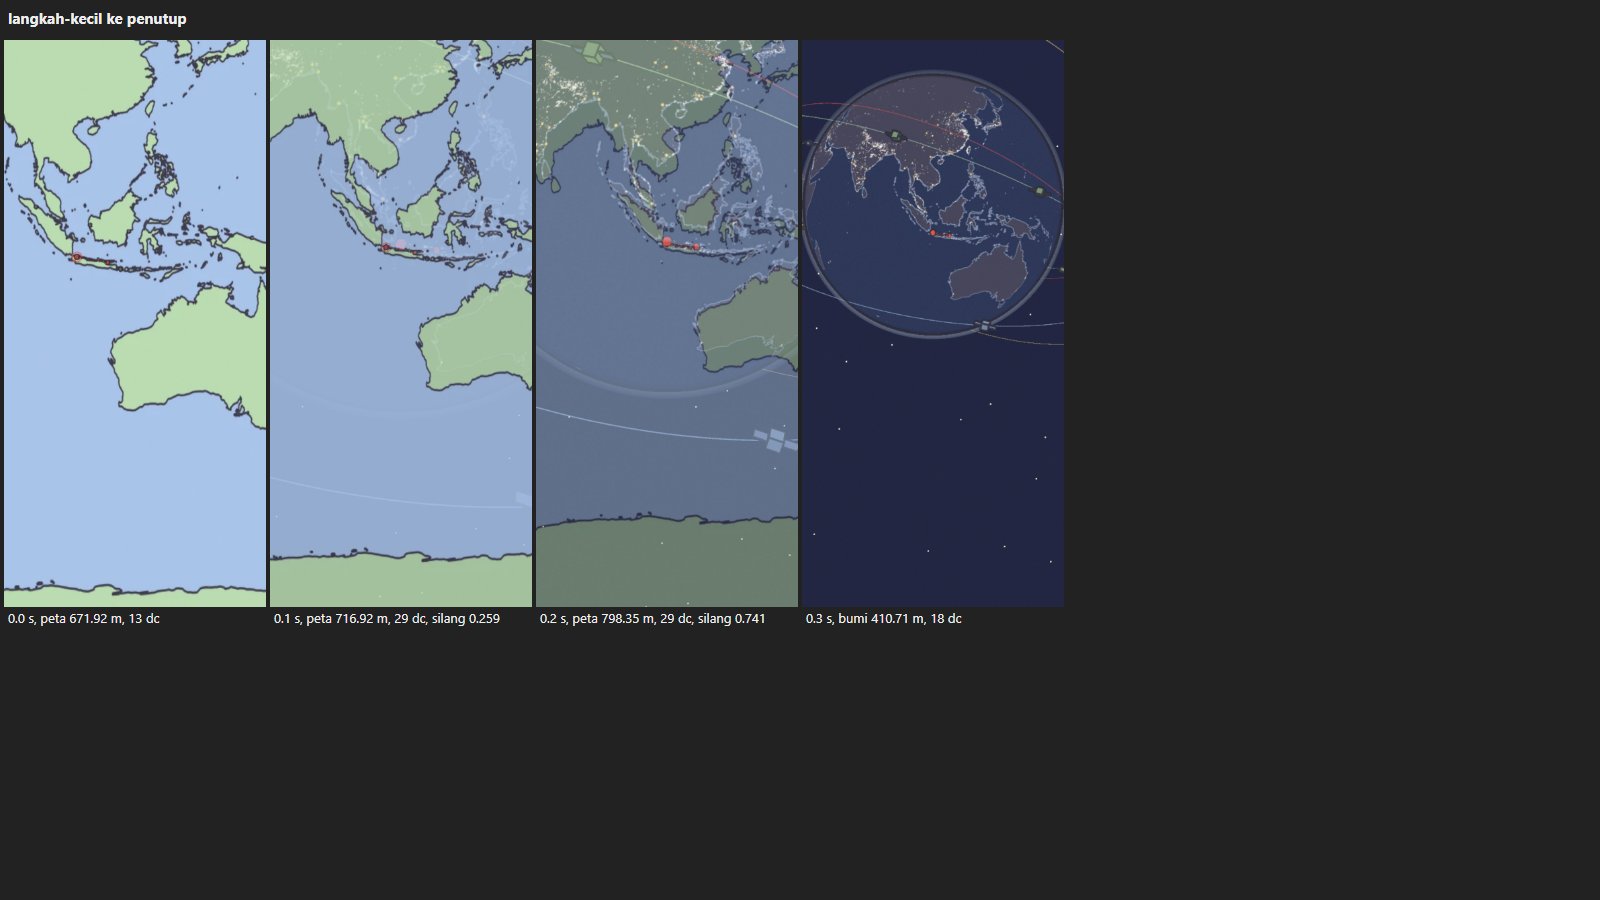 langkah-kecil ke penutup
0.0 s, peta 671.92 m, 13 dc
0.1 s, peta 716.92 m, 29 dc, silang 0.259
0.2 s, peta 798.35 m, 29 dc, silang 0.741
0.3 s, bumi 410.71 m, 18 dc